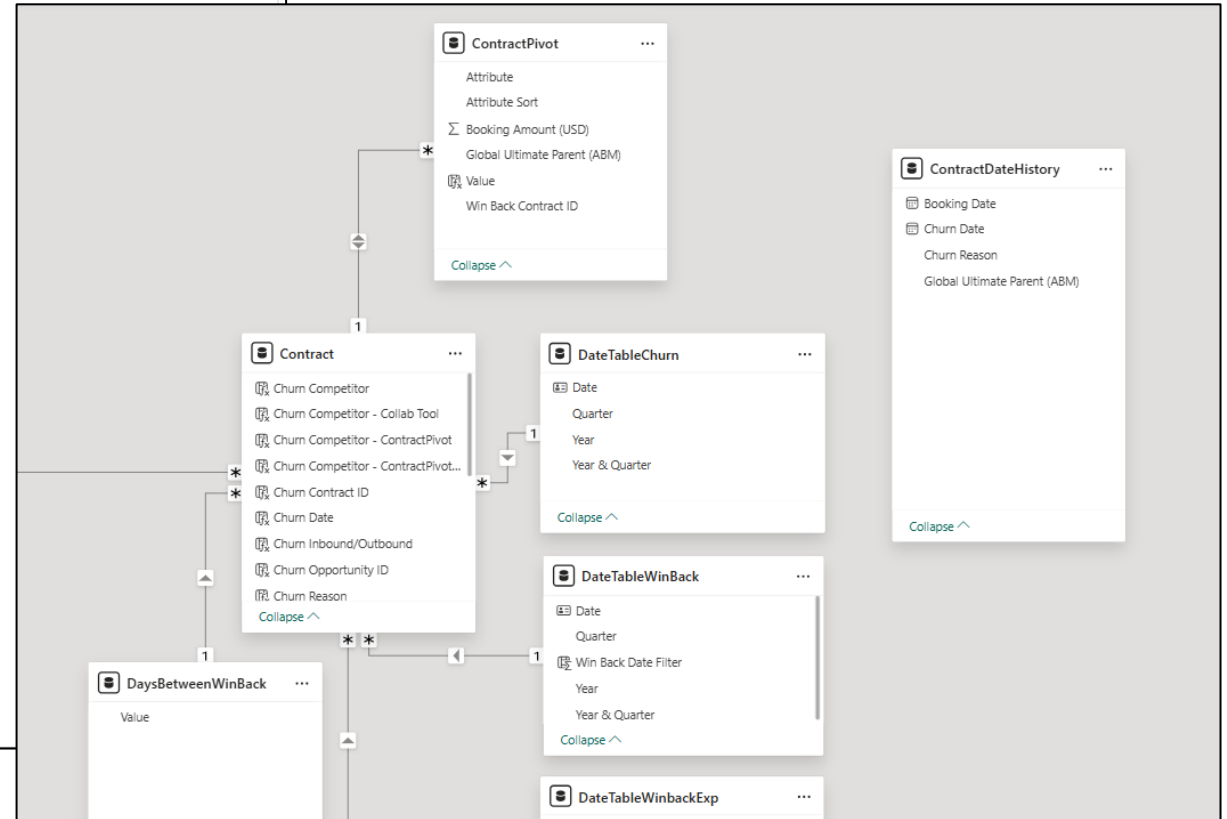 ContractPivot
Attribute
Attribute Sort
Booking Amount (USD)
Global Ultimate Parent (ABM)
Value
Win Back Contract ID
Collapse
ContractDateHistory
Booking Date
Churn Date
Churn Reason
Global Ultimate Parent (ABM)
Collapse
*
1
Contract
Churn Competitor
Churn Competitor - Collab Tool
Churn Competitor - ContractPivot
Churn Competitor - ContractPivot...
Churn Contract ID
Churn Date
Churn Inbound/Outbound
Churn Opportunity ID
Churn Reason
Collapse
*
*
*
1
DateTableChurn
Date
Quarter
Year
Year & Quarter
Collapse
*
*
1
DateTableWinBack
Date
Quarter
Win Back Date Filter
Year
Year & Quarter
Collapse
1
DaysBetweenWinBack
Value
DateTableWinbackExp